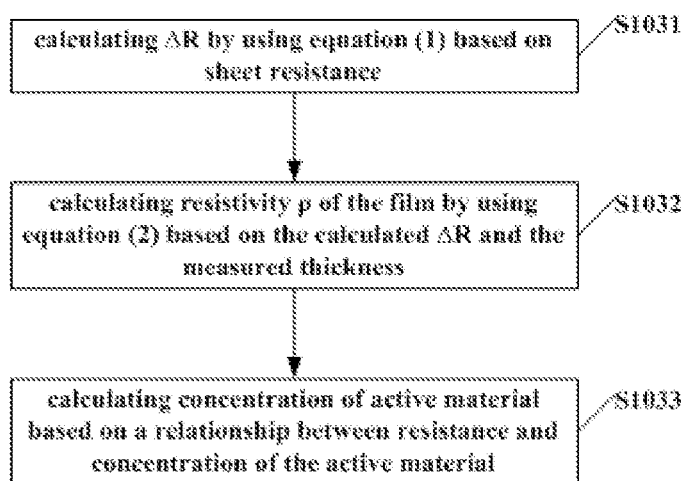 calculating ΔR by using equation (1) based on
sheet resistance
S1031
calculating resistivity ρ of the film by using
equation (2) based on the calculated ΔR and the
measured thickness
S1032
calculating concentration of active material
based on a relationship between resistance and
concentration of the active material
S1033